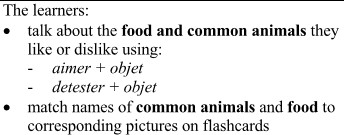 The learners:
• talk about the food and common animals they
like or dislike using:
- aimer + objet
- detester + objet
• match names of common animals and food to
corresponding pictures on flashcards